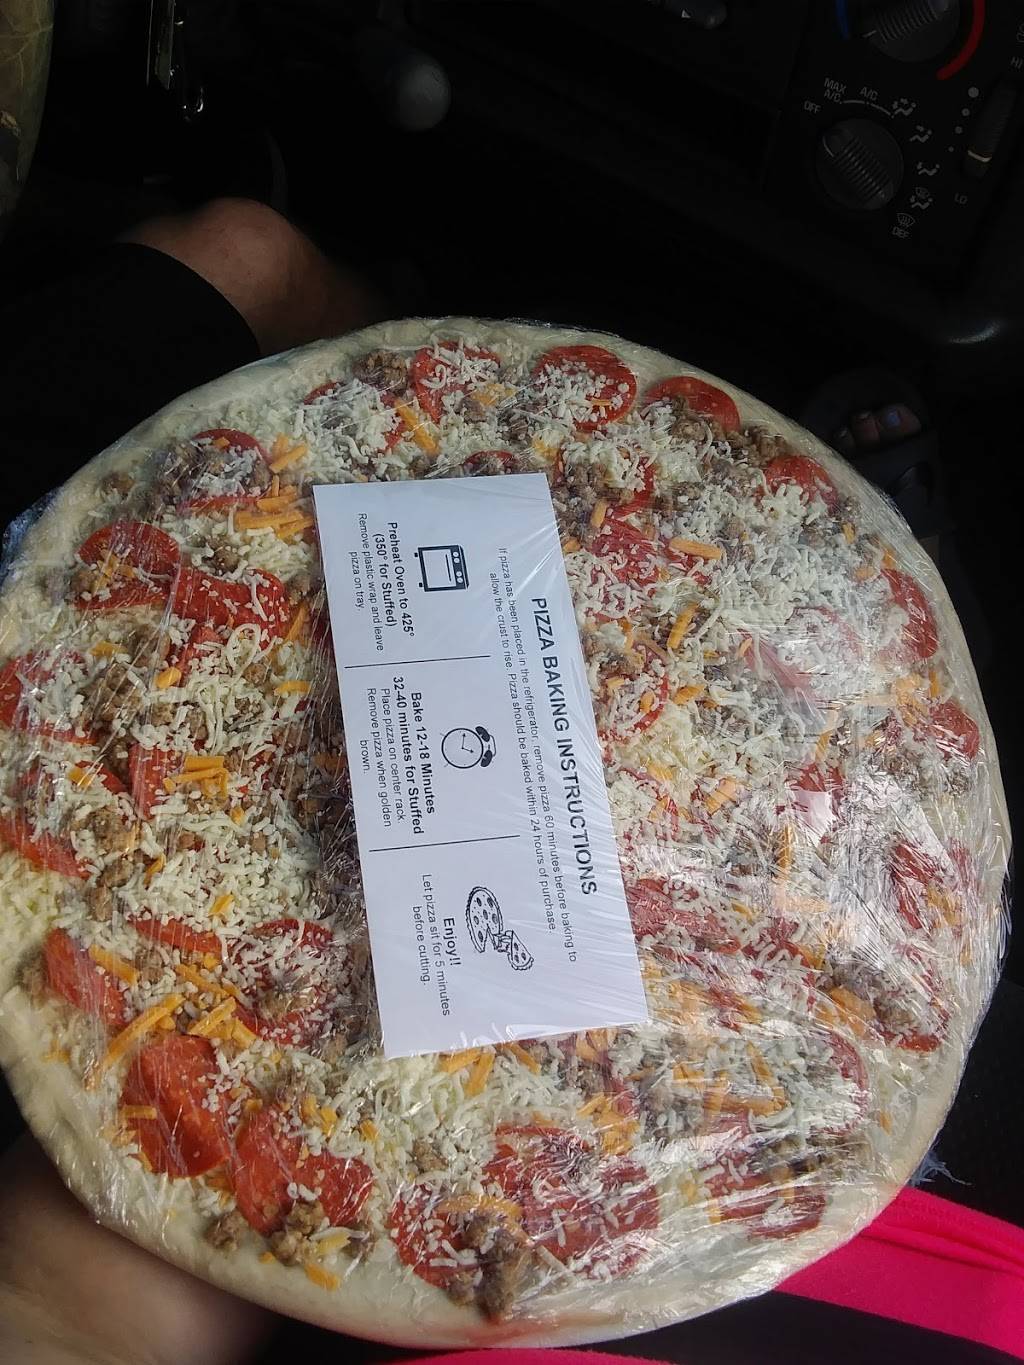 PIZZA BAKING INSTRUCTIONS
If pizza has been placed in the refrigerator, remove pizza 60 minutes before baking to
allow the crust to rise. Pizza should be baked within 24 hours of purchase.
Preheat Oven to 425°
(350° for Stuffed)
Remove plastic wrap and leave
pizza on tray.
Bake 12-18 Minutes
32-40 minutes for Stuffed
Place pizza on center rack.
Remove pizza when golden
brown.
Enjoy!!
Let pizza sit for 5 minutes
before cutting.
MAX
A/C
A/C
OFF
HI
LO
DEF